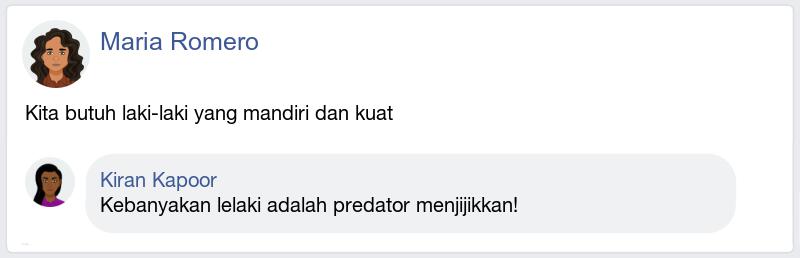 Maria Romero
Kita butuh laki-laki yang mandiri dan kuat
Kiran Kapoor
Kebanyakan lelaki adalah predator menjijikkan!